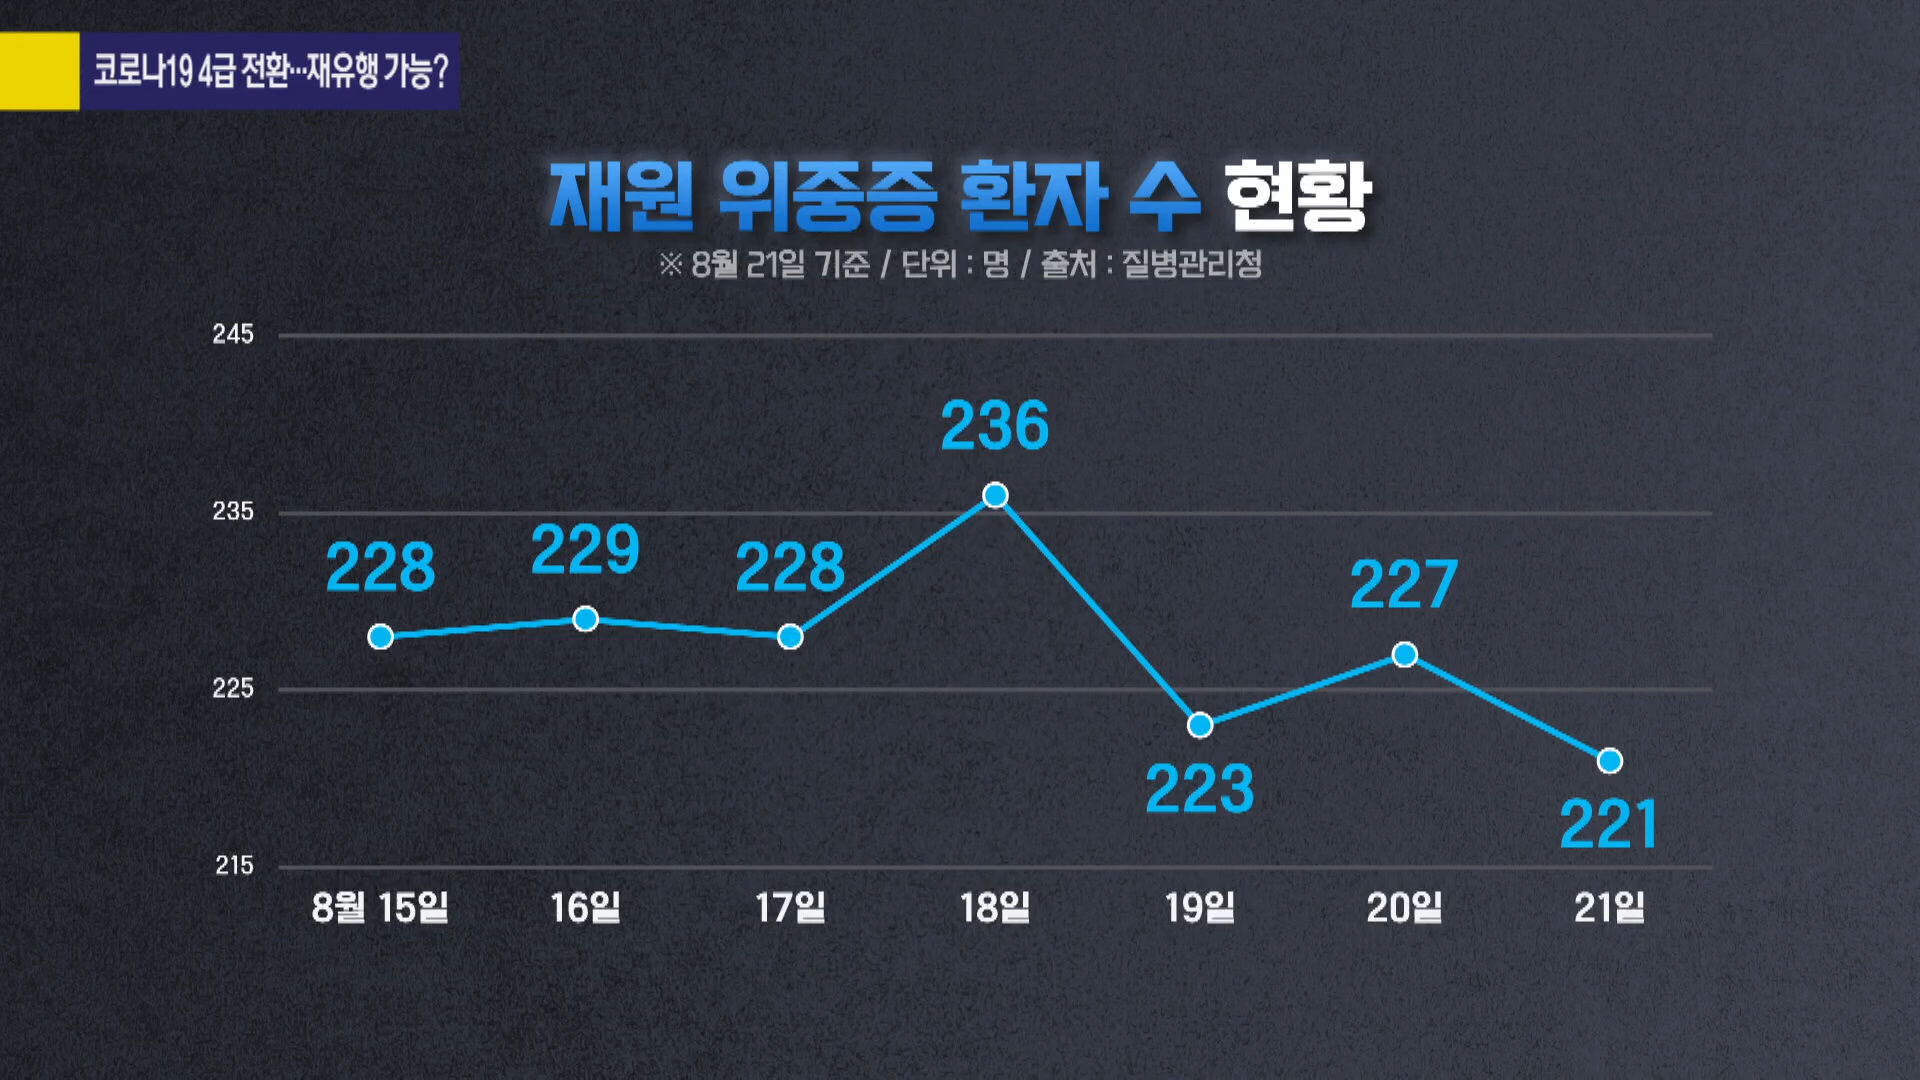 코로나19 4급 전환…재유행 가능?
재원 위중증 환자 수 현황
※ 8월 21일 기준 / 단위 : 명 / 출처 : 질병관리청
245
236
235
228
229
228
227
225
223
221
215
8월 15일 16일 17일 18일 19일 20일 21일